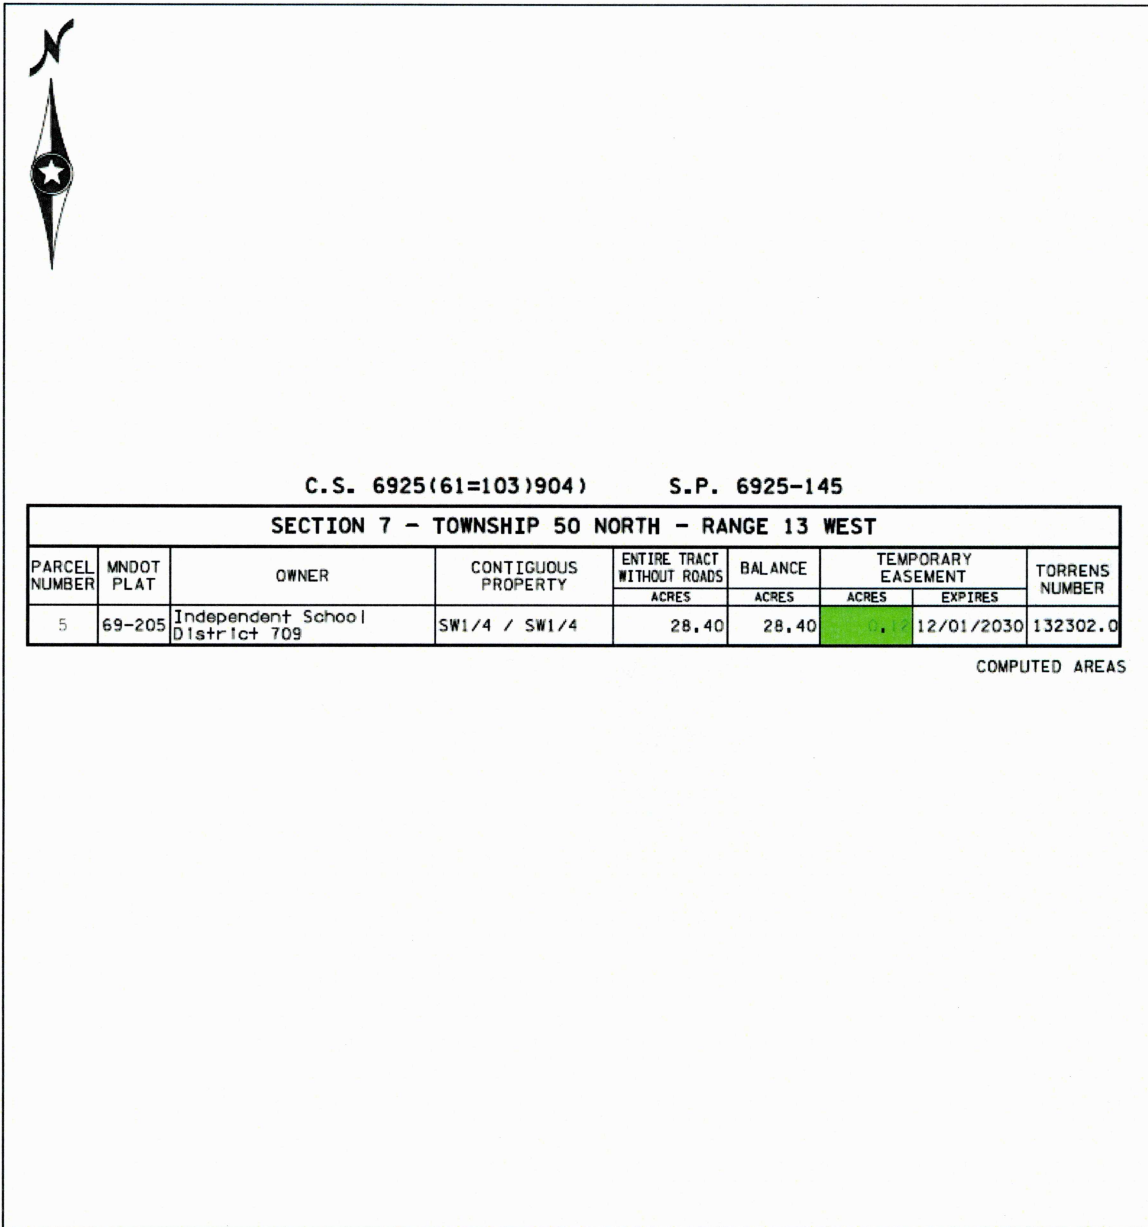 N
C.S. 6925(61=103)904) S.P. 6925-145
SECTION 7 - TOWNSHIP 50 NORTH - RANGE 13 WEST
PARCEL NUMBER MNDOT PLAT OWNER CONTIGUOUS PROPERTY ENTIRE TRACT WITHOUT ROADS BALANCE TEMPORARY EASEMENT TORRENS NUMBER
ACRES ACRES ACRES EXPIRES
5 69-205 Independent School District 709 SW1/4 / SW1/4 28.40 28.40 0.12 12/01/2030 132302.0
COMPUTED AREAS